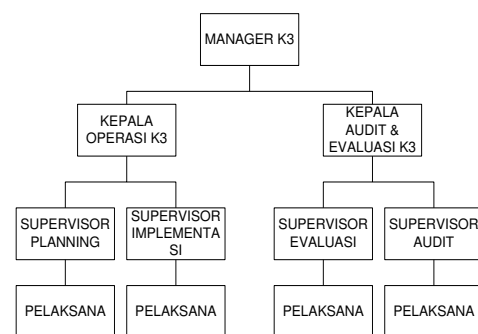 MANAGER K3
KEPALA
OPERASI K3
KEPALA
AUDIT &
EVALUASI K3
SUPERVISOR
PLANNING
SUPERVISOR
IMPLEMENTA
SI
SUPERVISOR
EVALUASI
SUPERVISOR
AUDIT
PELAKSANA
PELAKSANA
PELAKSANA
PELAKSANA